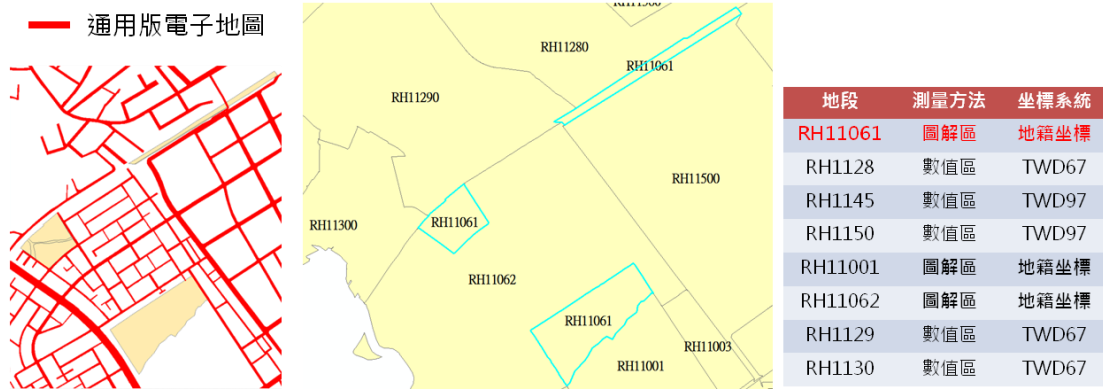 通用版電子地圖
RH11280
RH11061
RH11290
RH11500
RH11061
RH11300
RH11062
RH11061
RH11003
RH11001
地段 測量方法 坐標系統
RH11061 圖解區 地籍坐標
RH1128 數值區 TWD67
RH1145 數值區 TWD97
RH1150 數值區 TWD97
RH11001 圖解區 地籍坐標
RH11062 圖解區 地籍坐標
RH1129 數值區 TWD67
RH1130 數值區 TWD67